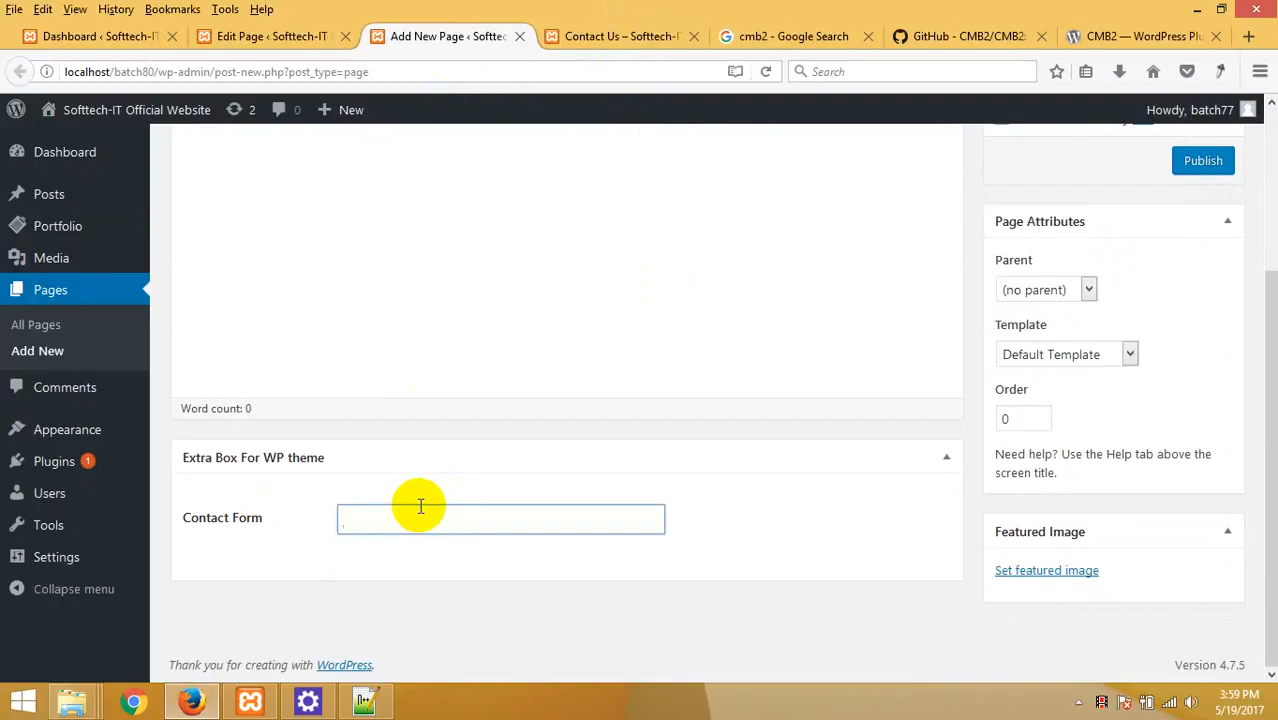 File Edit View History Bookmarks Tools Help
Dashboard ‹ Softtech-IT
Edit Page ‹ Softtech-IT
Add New Page ‹ Softtec
Contact Us – Softtech-IT
cmb2 - Google Search
GitHub - CMB2/CMB2:
CMB2 — WordPress Plu
localhost/batch80/wp-admin/post-new.php?post_type=page
Search
Softtech-IT Official Website 2 0 New
Howdy, batch77
Dashboard
Posts
Portfolio
Media
Pages
All Pages
Add New
Comments
Appearance
Plugins 1
Users
Tools
Settings
Collapse menu
Word count: 0
Extra Box For WP theme
Contact Form
Publish
Page Attributes
Parent
(no parent)
Template
Default Template
Order
0
Need help? Use the Help tab above the
screen title.
Featured Image
Set featured image
Thank you for creating with WordPress.
Version 4.7.5
3:59 PM
5/19/2017